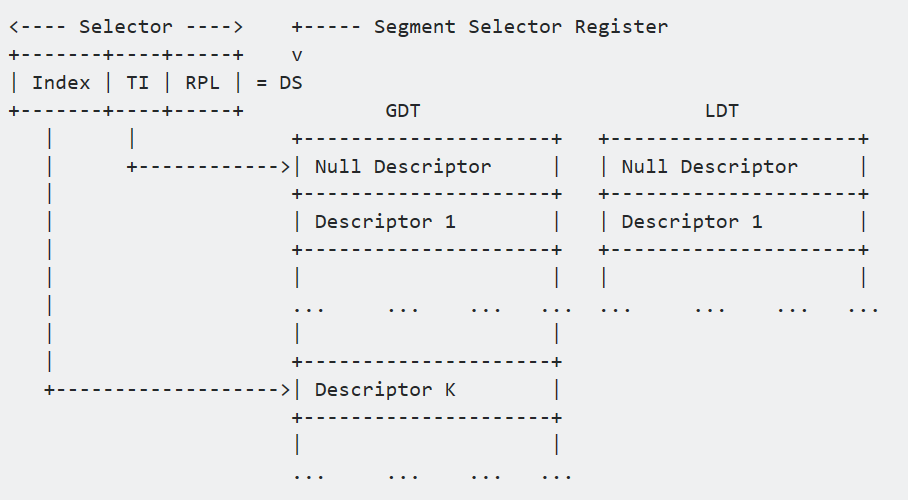 <---- Selector ---->    +----- Segment Selector Register
+-------+----+-----+    v
| Index | TI | RPL | = DS
+-------+----+-----+            GDT                        LDT
   |      |             +---------------------+   +---------------------+
   |      +------------>| Null Descriptor     |   | Null Descriptor     |
   |                    +---------------------+   +---------------------+
   |                    | Descriptor 1        |   | Descriptor 1        |
   |                    +---------------------+   +---------------------+
   |                    |                     |   |                     |
   |                    ...     ...    ...   ...  ...     ...    ...   ...
   |                    |                     |
   |                    +---------------------+
   +------------------->| Descriptor K        |
                        +---------------------+
                        |                     |
                        ...     ...    ...   ...